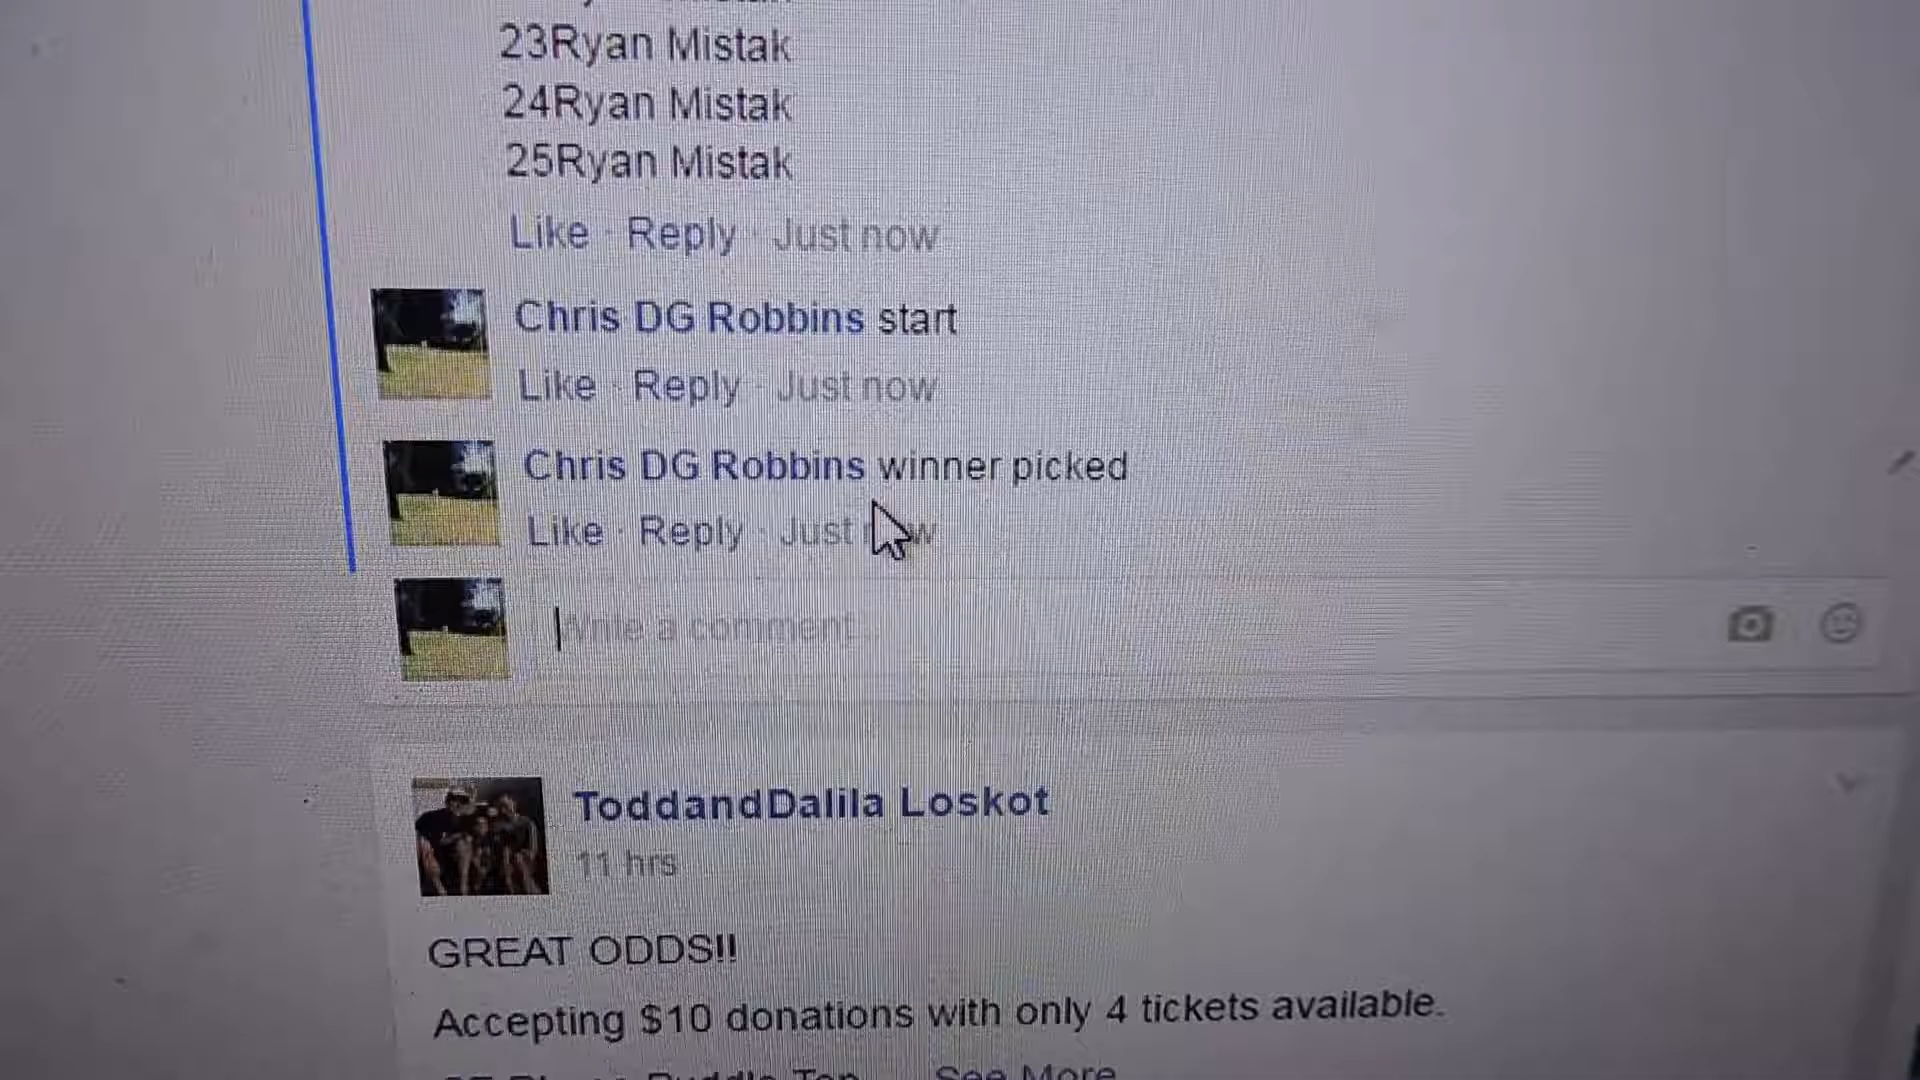 23Ryan Mistak
24Ryan Mistak
25Ryan Mistak
Like · Reply · Just now
Chris DG Robbins start
Like · Reply · Just now
Chris DG Robbins winner picked
Like · Reply · Just
Write a comment
ToddandDalila Loskot
11 hrs
GREAT ODDS!!
Accepting $10 donations with only 4 tickets available.
See More